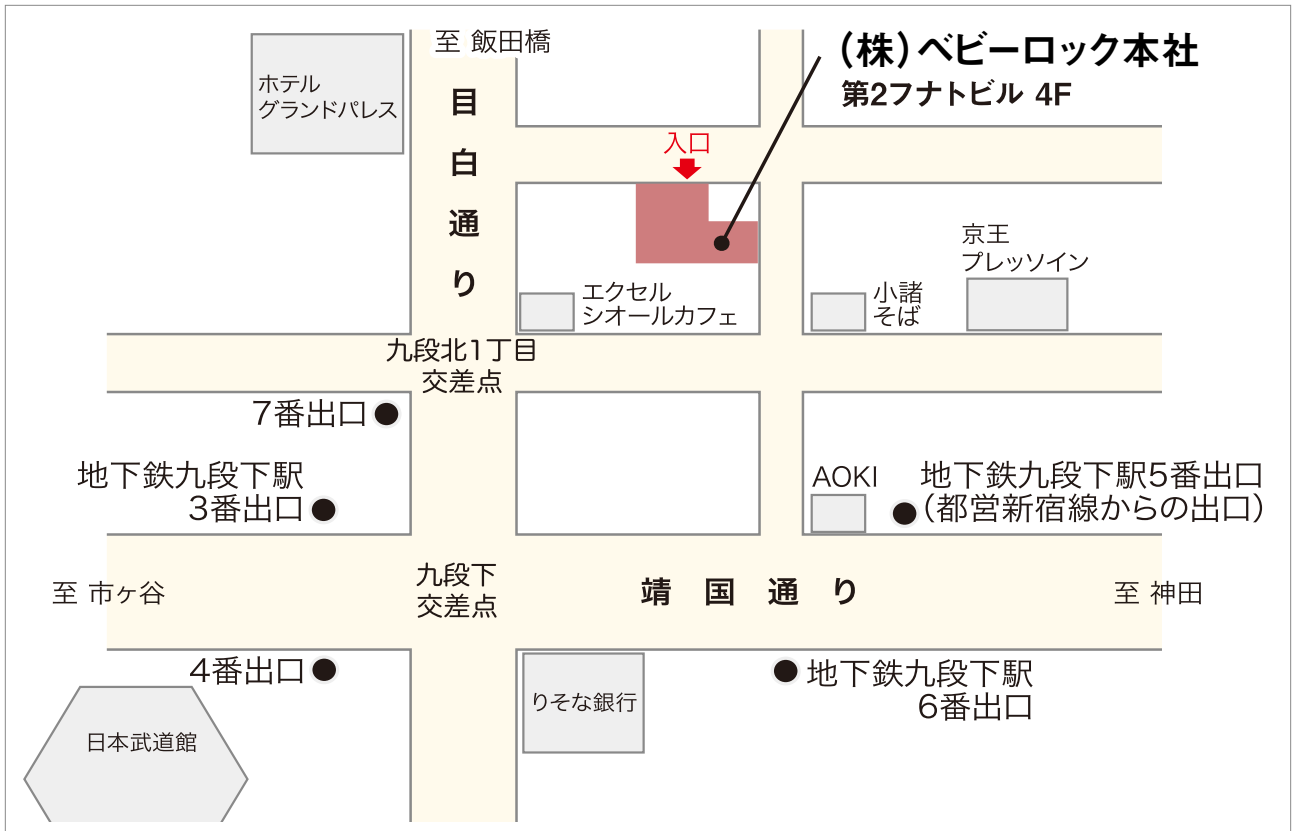 至 飯田橋
（株）ベビーロック本社
第2フナトビル 4F
ホテル
グランドパレス
目白通り
入口
京王
プレッソイン
エクセル
シオールカフェ
小諸
そば
九段北1丁目
交差点
7番出口
地下鉄九段下駅
3番出口
AOKI
地下鉄九段下駅5番出口
（都営新宿線からの出口）
至 市ヶ谷
九段下
交差点
靖国通り
至 神田
4番出口
りそな銀行
地下鉄九段下駅
6番出口
日本武道館